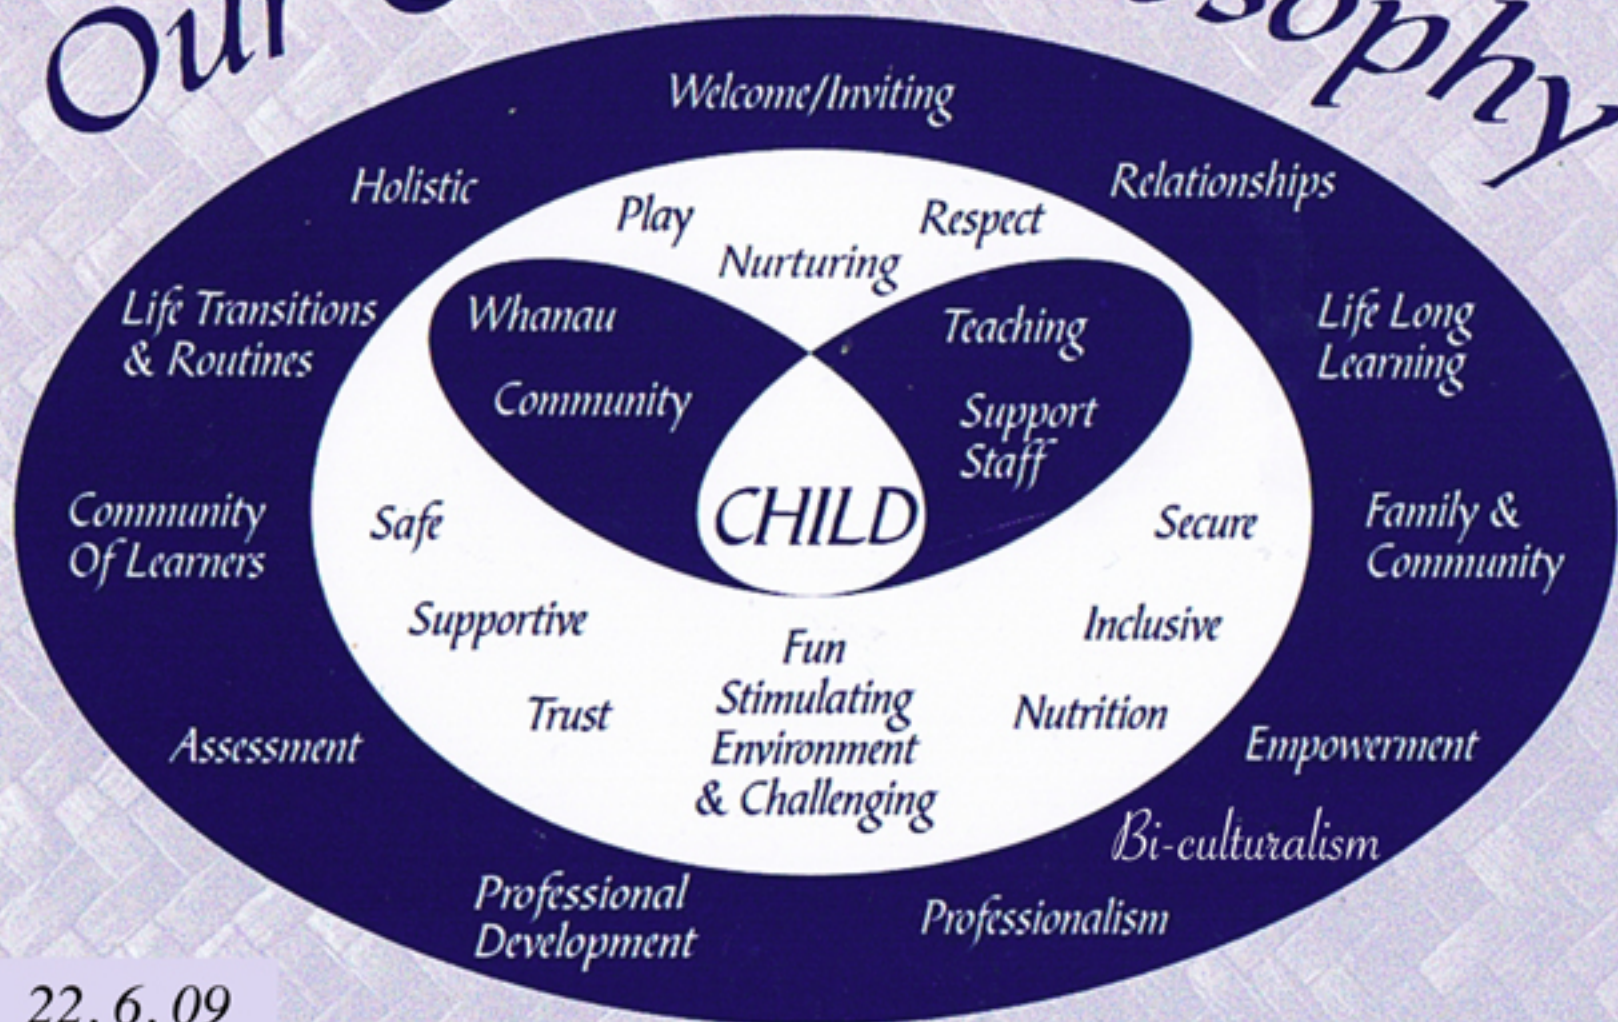 Our
Welcome/Inviting
Holistic
Relationships
Play
Respect
Nurturing
Life Transitions
& Routines
Whanau
Community
Teaching
Support
Staff
Life Long
Learning
CHILD
Community
Of Learners
Safe
Secure
Family &
Community
Supportive
Inclusive
Fun
Stimulating
Environment
& Challenging
Trust
Nutrition
Assessment
Empowerment
Bi-culturalism
Professional
Development
Professionalism
22.6.09